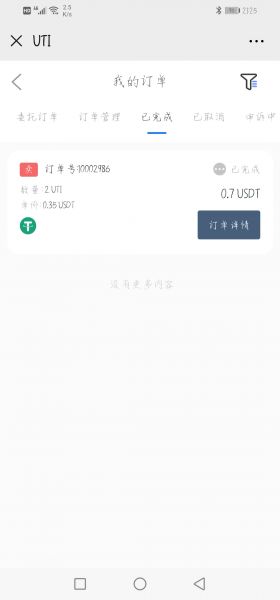 HD 46 2.5 K/s 21:25
UTI
我的订单
委托订单 订单管理 已完成 已取消 申诉中
卖 订单号:10002986 已完成
数量: 2 UTI 0.7 USDT
单价: 0.35 USDT
订单详情
没有更多内容